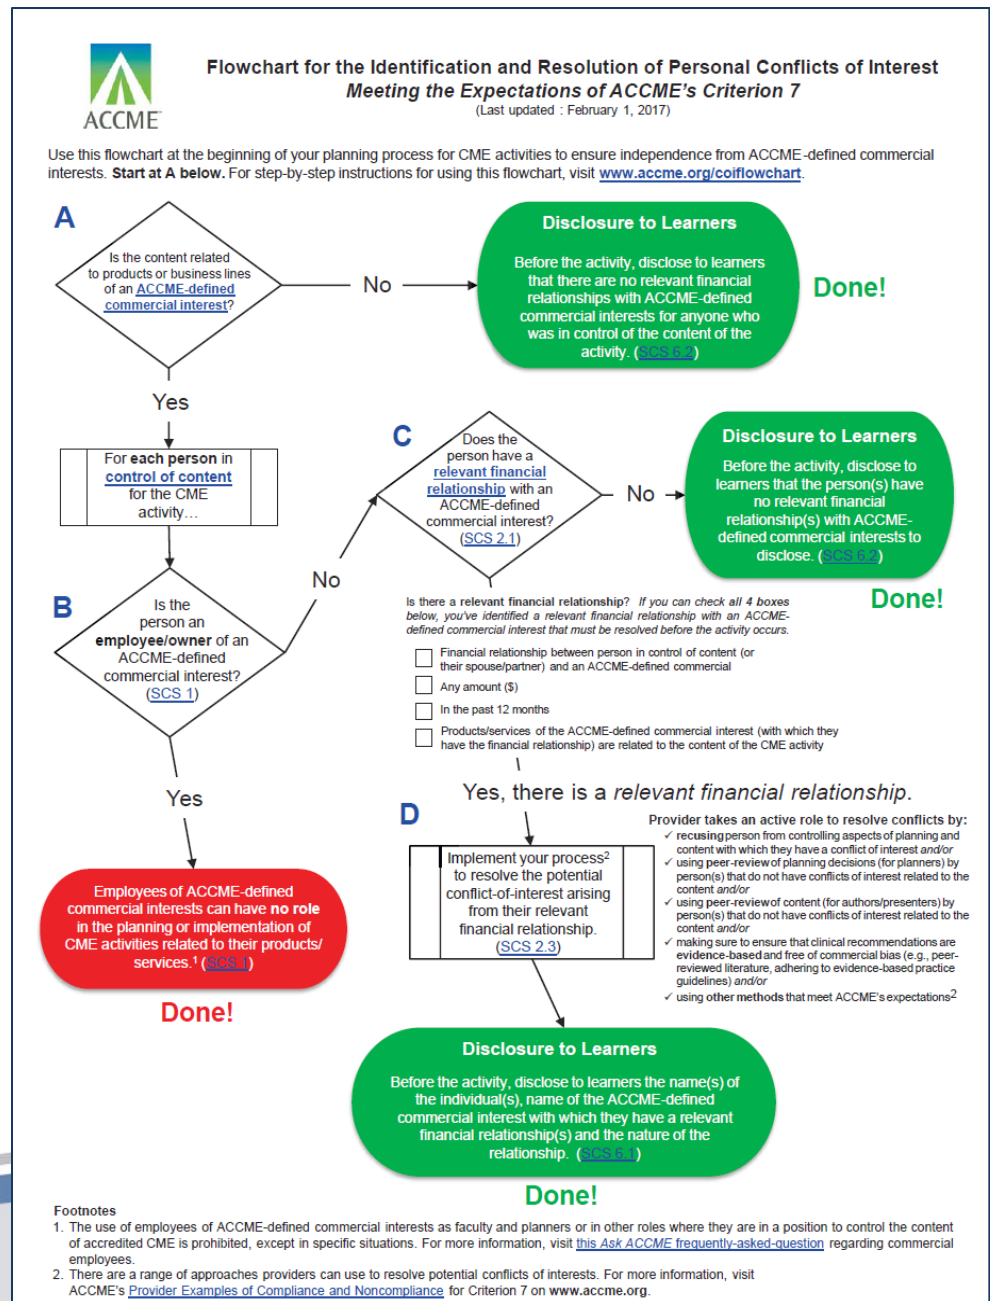 ACCME
Flowchart for the Identification and Resolution of Personal Conflicts of Interest
Meeting the Expectations of ACCME's Criterion 7
(Last updated : February 1, 2017)
Use this flowchart at the beginning of your planning process for CME activities to ensure independence from ACCME-defined commercial
interests. Start at A below. For step-by-step instructions for using this flowchart, visit www.accme.org/coiflowchart.
A
Is the content related
to products or business lines
of an ACCME-defined
commercial interest?
No
Disclosure to Learners
Before the activity, disclose to learners
that there are no relevant financial
relationships with ACCME-defined
commercial interests for anyone who
was in control of the content of the
activity. (SCS 6.2)
Done!
Yes
For each person in
control of content
for the CME
activity…
B
Is the
person an
employee/owner of an
ACCME-defined
commercial interest?
(SCS 1)
No
C
Does the
person have a
relevant financial
relationship with an
ACCME-defined
commercial interest?
(SCS 2.1)
No
Disclosure to Learners
Before the activity, disclose to
learners that the person(s) have
no relevant financial
relationship(s) with ACCME-
defined commercial interests to
disclose. (SCS 6.2)
Done!
Is there a relevant financial relationship? If you can check all 4 boxes
below, you've identified a relevant financial relationship with an ACCME-
defined commercial interest that must be resolved before the activity occurs.
Financial relationship between person in control of content (or
their spouse/partner) and an ACCME-defined commercial
Any amount ($)
In the past 12 months
Products/services of the ACCME-defined commercial interest (with which they
have the financial relationship) are related to the content of the CME activity
Yes
Employees of ACCME-defined
commercial interests can have no role
in the planning or implementation of
CME activities related to their products/
services.1 (SCS 1)
Done!
Yes, there is a relevant financial relationship.
D
Implement your process2
to resolve the potential
conflict-of-interest arising
from their relevant
financial relationship.
(SCS 2.3)
Provider takes an active role to resolve conflicts by:
✓ recusing person from controlling aspects of planning and
content with which they have a conflict of interest and/or
✓ using peer-review of planning decisions (for planners) by
person(s) that do not have conflicts of interest related to the
content and/or
✓ using peer-review of content (for authors/presenters) by
person(s) that do not have conflicts of interest related to the
content and/or
✓ making sure to ensure that clinical recommendations are
evidence-based and free of commercial bias (e.g., peer-
reviewed literature, adhering to evidence-based practice
guidelines) and/or
✓ using other methods that meet ACCME's expectations2
Disclosure to Learners
Before the activity, disclose to learners the name(s) of
the individual(s), name of the ACCME-defined
commercial interest with which they have a relevant
financial relationship(s) and the nature of the
relationship. (SCS 6.1)
Done!
Footnotes
1. The use of employees of ACCME-defined commercial interests as faculty and planners or in other roles where they are in a position to control the content
of accredited CME is prohibited, except in specific situations. For more information, visit this Ask ACCME frequently-asked-question regarding commercial
employees.
2. There are a range of approaches providers can use to resolve potential conflicts of interests. For more information, visit
ACCME's Provider Examples of Compliance and Noncompliance for Criterion 7 on www.accme.org.